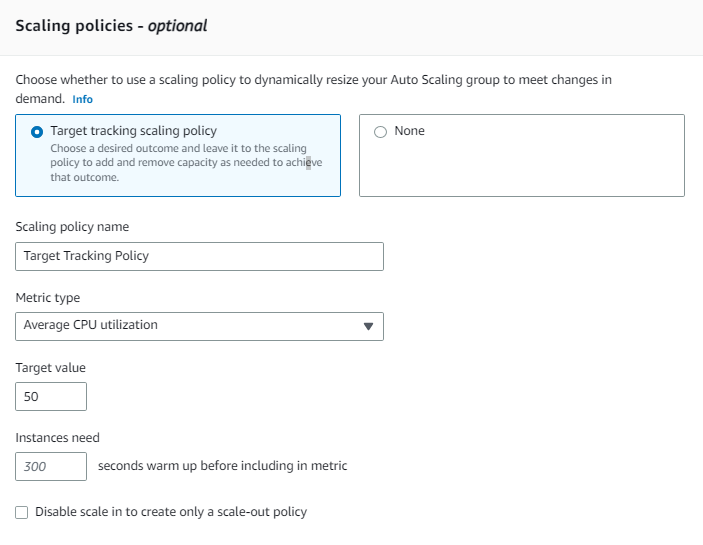 Scaling policies - optional
Choose whether to use a scaling policy to dynamically resize your Auto Scaling group to meet changes in
demand. Info
Target tracking scaling policy
Choose a desired outcome and leave it to the scaling
policy to add and remove capacity as needed to achieve
that outcome.
None
Scaling policy name
Target Tracking Policy
Metric type
Average CPU utilization
Target value
50
Instances need
300 seconds warm up before including in metric
Disable scale in to create only a scale-out policy